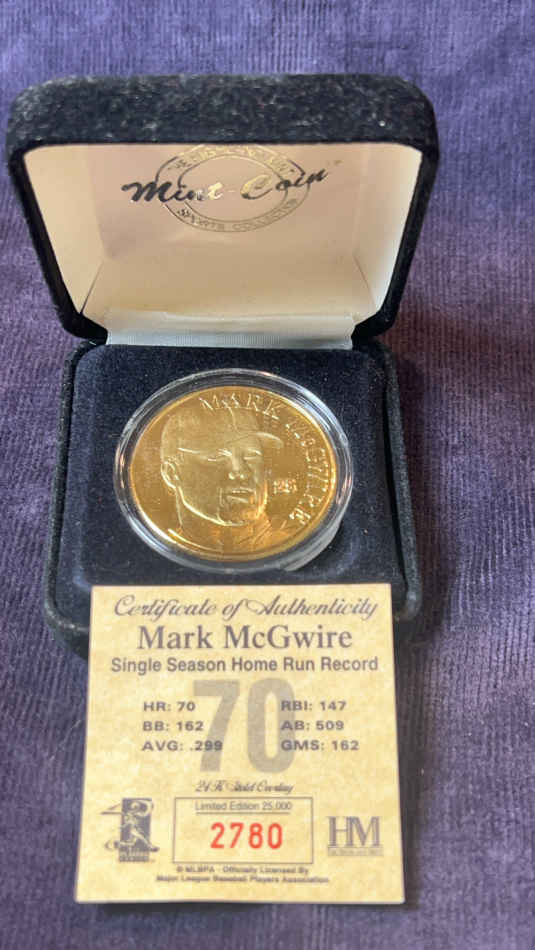 Mint-Coin
SPORTS COLLECTION
MARK McGWIRE
25
Certificate of Authenticity
Mark McGwire
Single Season Home Run Record
70
HR: 70 RBI: 147
BB: 162 AB: 509
AVG: .299 GMS: 162
24 K Gold Overlay
Limited Edition 25,000
2780
HM
© MLBPA - Officially Licensed By
Major League Baseball Players Association